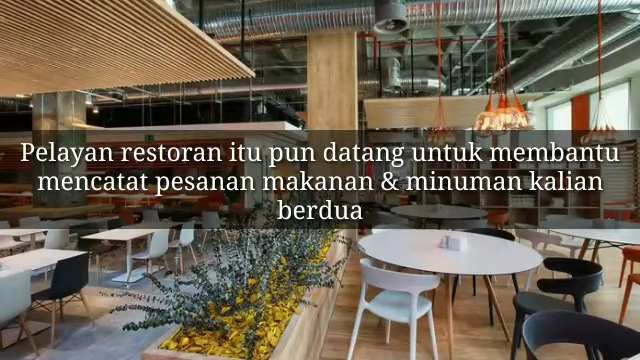 Pelayan restoran itu pun datang untuk membantu
mencatat pesanan makanan & minuman kalian
berdua